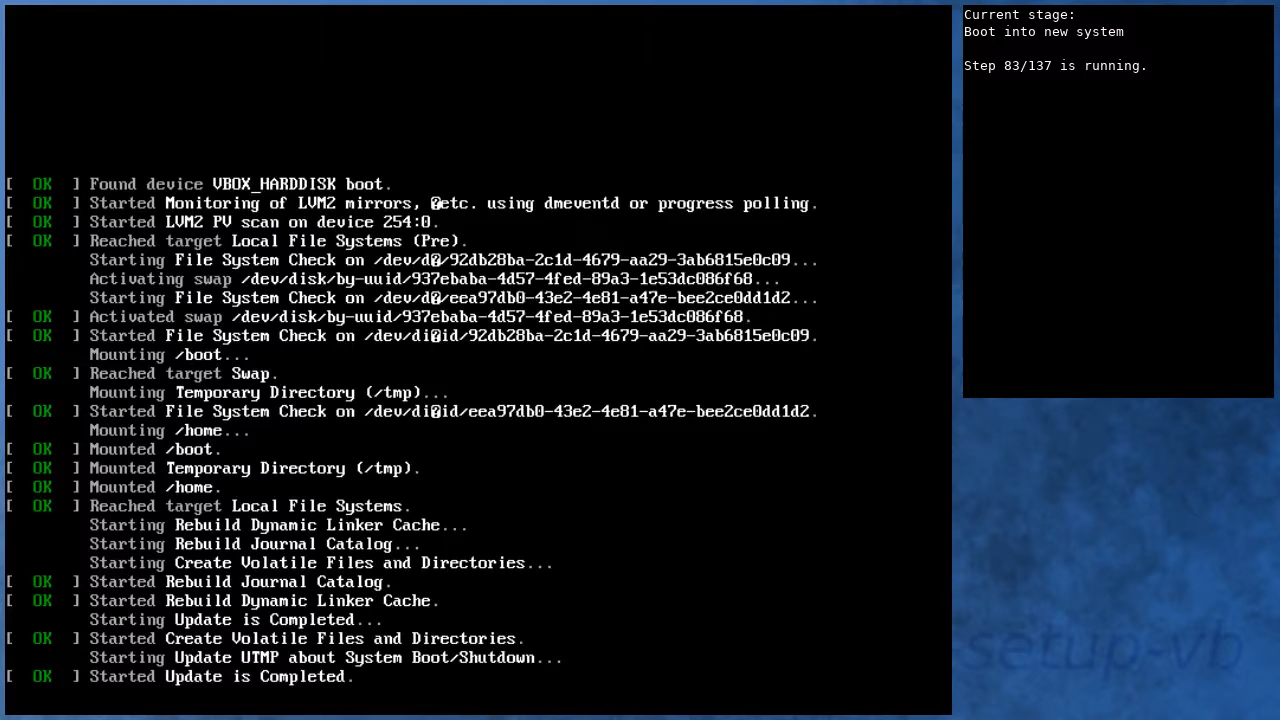 [  OK  ] Found device VBOX_HARDDISK boot.
[  OK  ] Started Monitoring of LVM2 mirrors, �etc. using dmeventd or progress polling.
[  OK  ] Started LVM2 PV scan on device 254:0.
[  OK  ] Reached target Local File Systems (Pre).
         Starting File System Check on /dev/d�/92db28ba-2c1d-4679-aa29-3ab6815e0c09...
         Activating swap /dev/disk/by-uuid/937ebaba-4d57-4fed-89a3-1e53dc086f68...
         Starting File System Check on /dev/d�/eea97db0-43e2-4e81-a47e-bee2ce0dd1d2...
[  OK  ] Activated swap /dev/disk/by-uuid/937ebaba-4d57-4fed-89a3-1e53dc086f68.
[  OK  ] Started File System Check on /dev/di�id/92db28ba-2c1d-4679-aa29-3ab6815e0c09.
         Mounting /boot...
[  OK  ] Reached target Swap.
         Mounting Temporary Directory (/tmp)...
[  OK  ] Started File System Check on /dev/di�id/eea97db0-43e2-4e81-a47e-bee2ce0dd1d2.
         Mounting /home...
[  OK  ] Mounted /boot.
[  OK  ] Mounted Temporary Directory (/tmp).
[  OK  ] Mounted /home.
[  OK  ] Reached target Local File Systems.
         Starting Rebuild Dynamic Linker Cache...
         Starting Rebuild Journal Catalog...
         Starting Create Volatile Files and Directories...
[  OK  ] Started Rebuild Journal Catalog.
[  OK  ] Started Rebuild Dynamic Linker Cache.
         Starting Update is Completed...
[  OK  ] Started Create Volatile Files and Directories.
         Starting Update UTMP about System Boot/Shutdown...
[  OK  ] Started Update is Completed.
Current stage:
Boot into new system
Step 83/137 is running.
-setup-vb